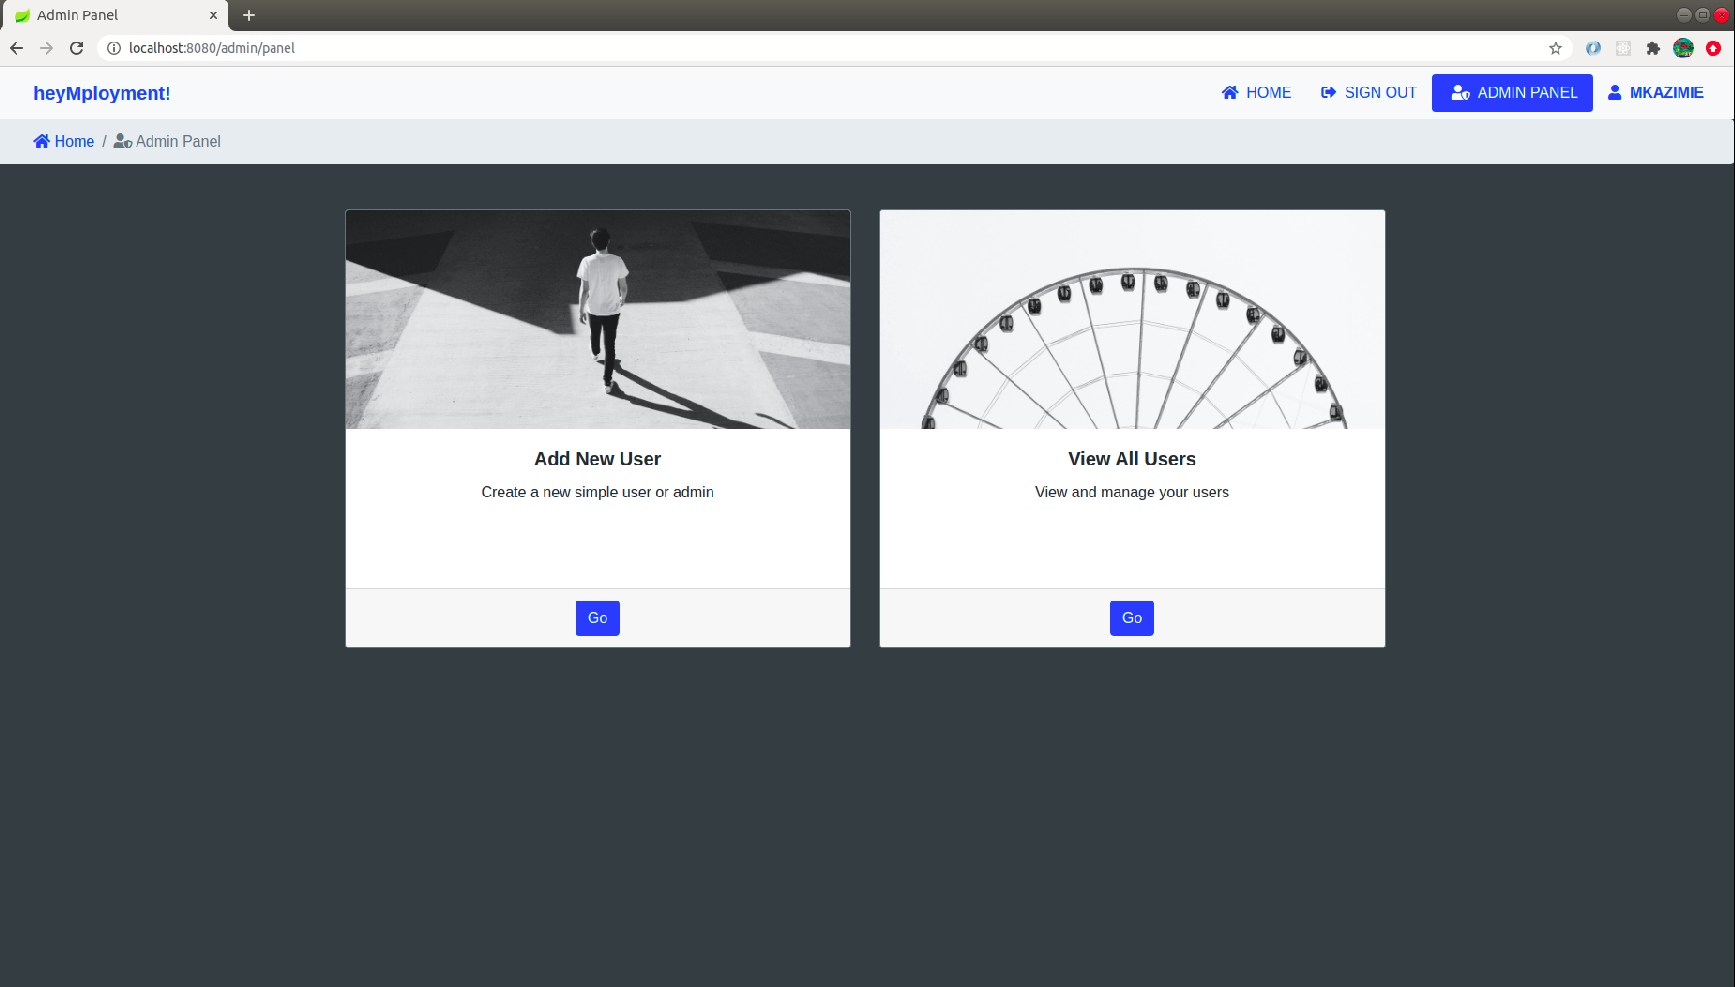 Admin Panel
localhost:8080/admin/panel
heyMployment!
HOME
SIGN OUT
ADMIN PANEL
MKAZIMIE
Home / Admin Panel
Add New User
Create a new simple user or admin
Go
View All Users
View and manage your users
Go